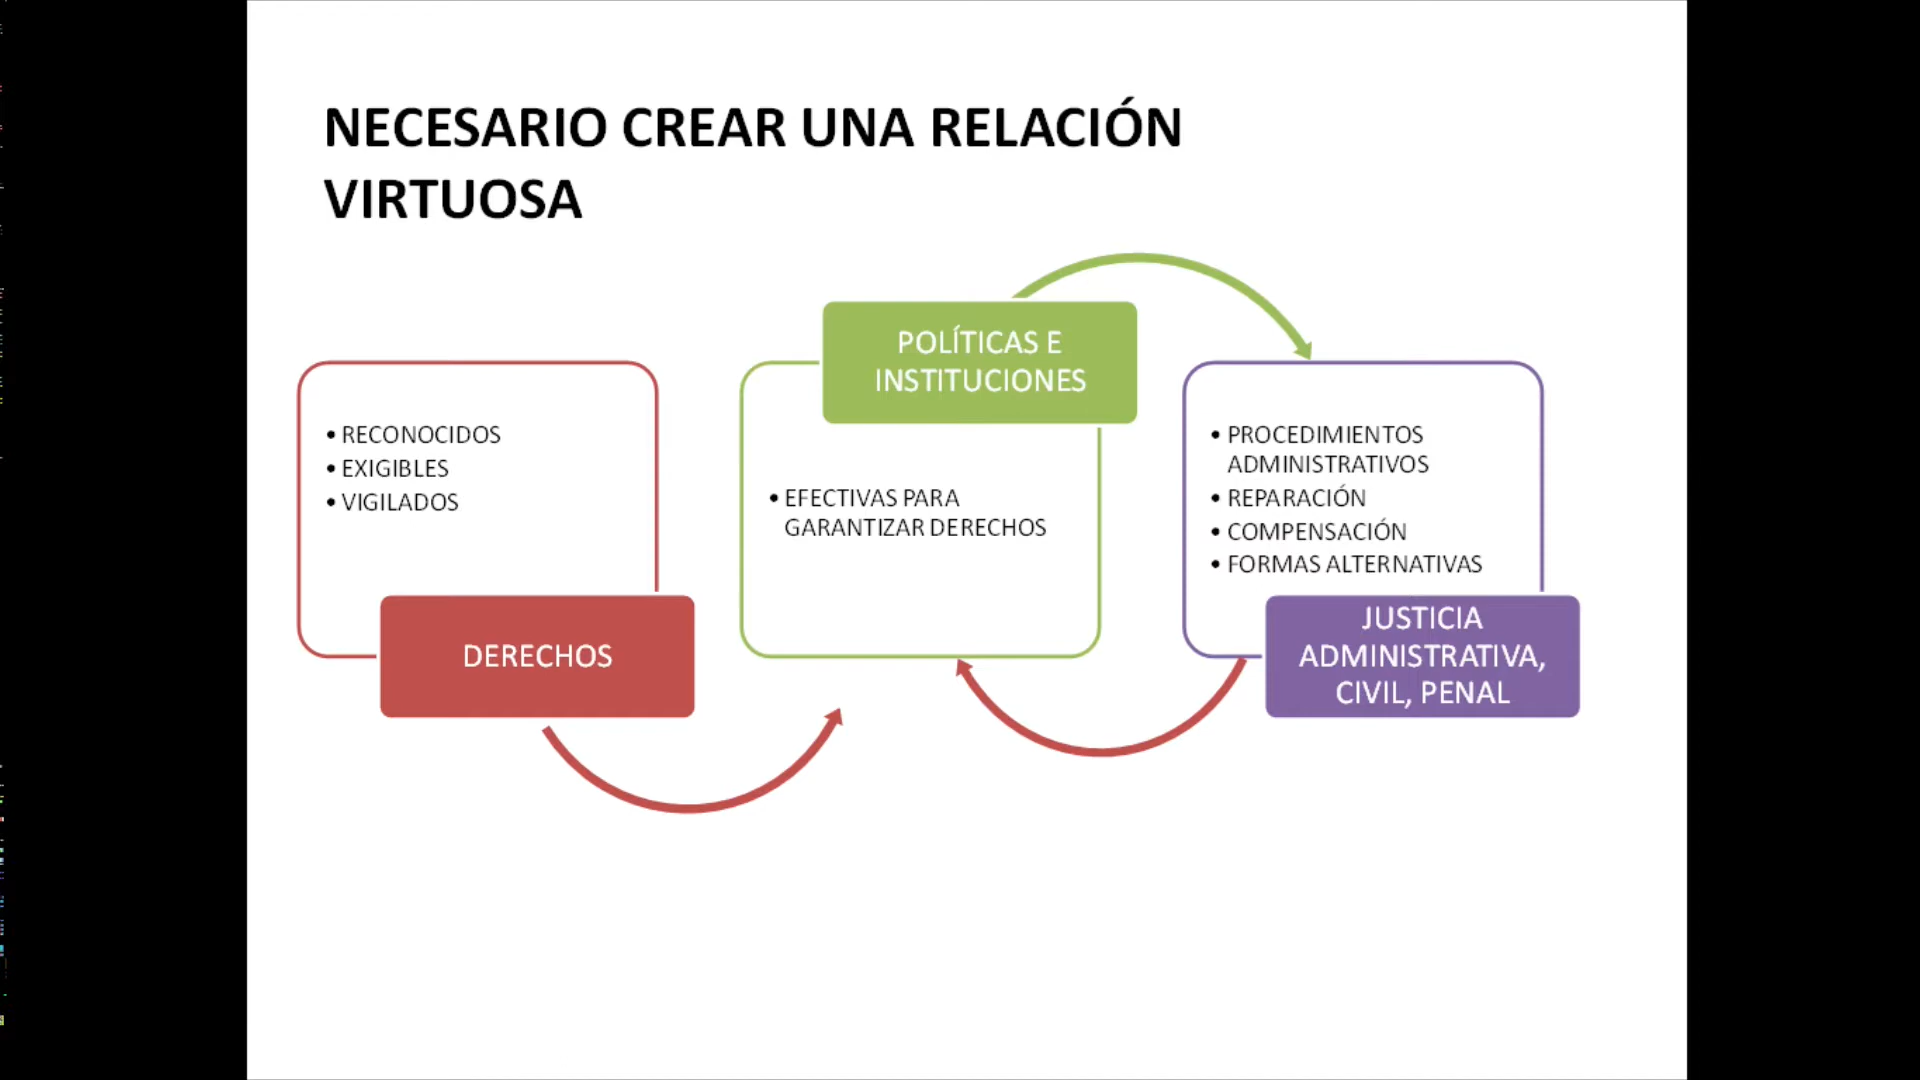 NECESARIO CREAR UNA RELACIÓN
VIRTUOSA
• RECONOCIDOS
• EXIGIBLES
• VIGILADOS
DERECHOS
POLÍTICAS E
INSTITUCIONES
• EFECTIVAS PARA
GARANTIZAR DERECHOS
• PROCEDIMIENTOS
ADMINISTRATIVOS
• REPARACIÓN
• COMPENSACIÓN
• FORMAS ALTERNATIVAS
JUSTICIA
ADMINISTRATIVA,
CIVIL, PENAL